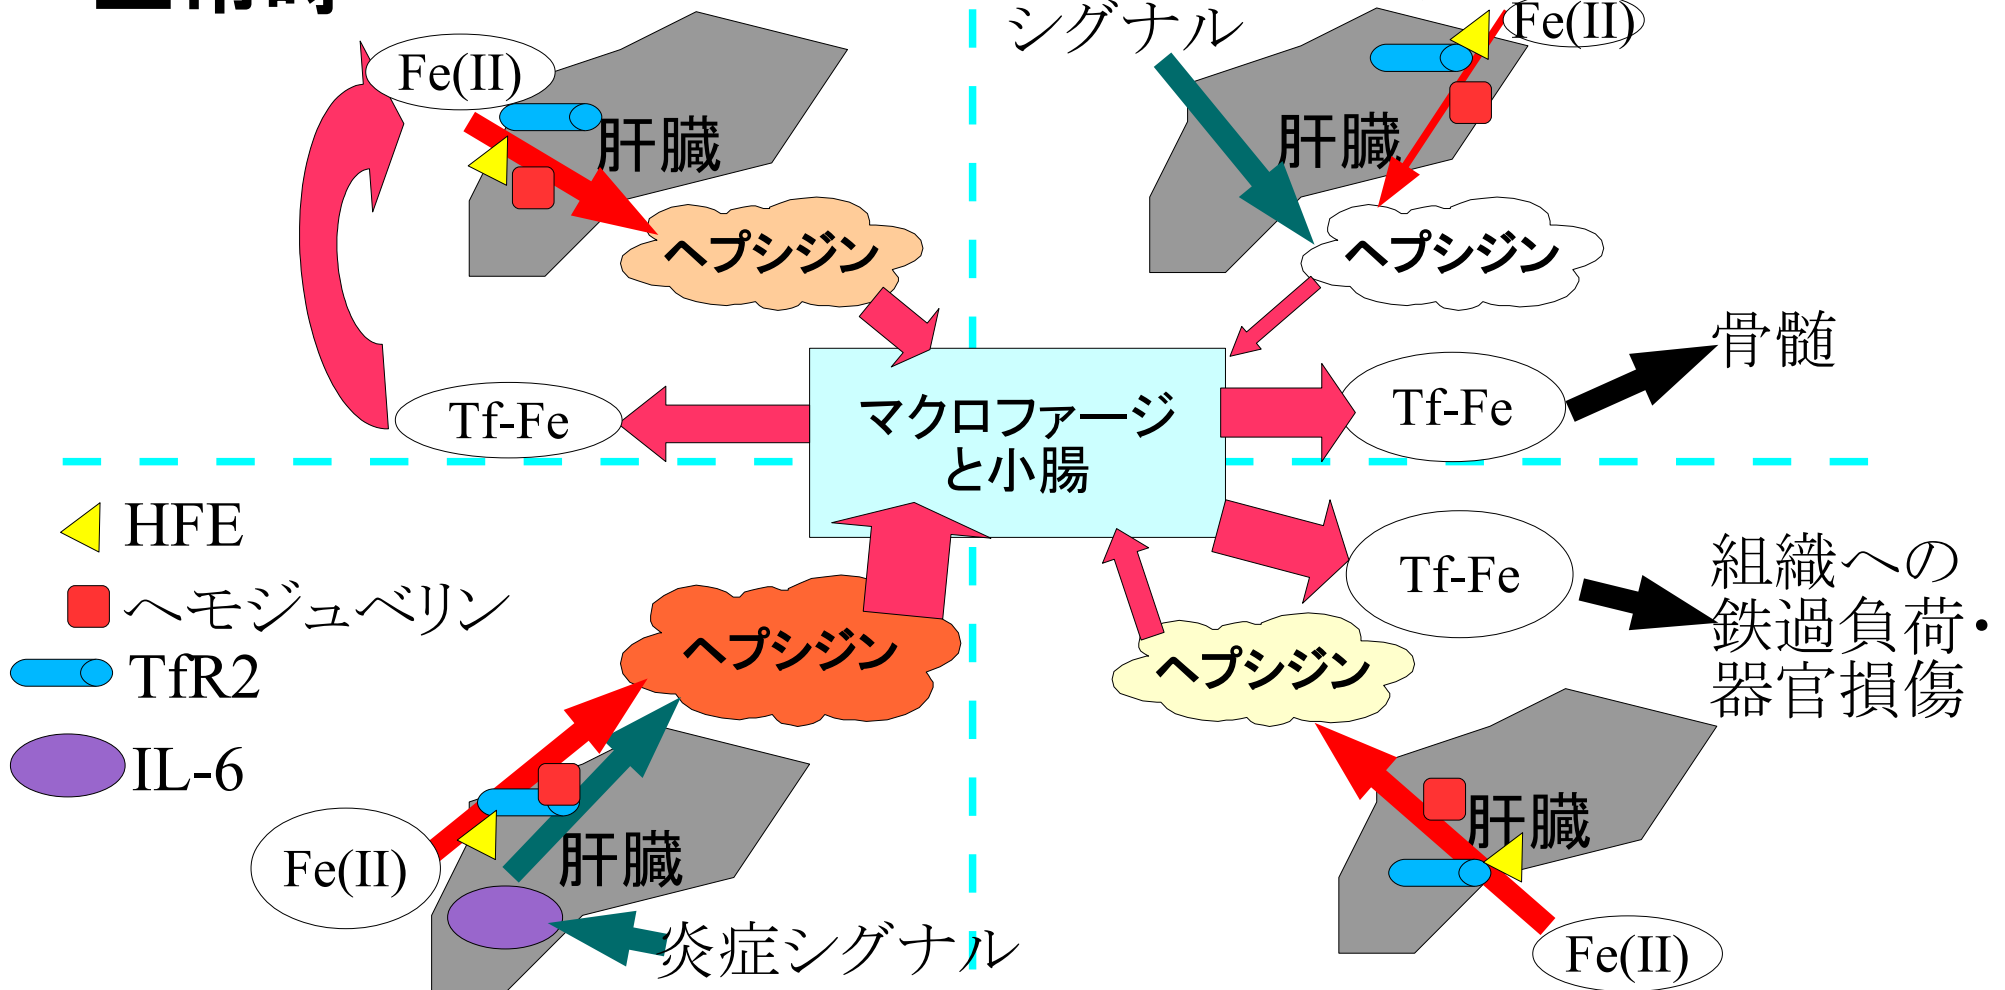 シグナル
Fe(II)
Fe(II)
肝臓
肝臓
ヘプシジン
ヘプシジン
骨髄
Tf-Fe
マクロファージ
と小腸
Tf-Fe
HFE
ヘモジュベリン
TfR2
IL-6
ヘプシジン
Tf-Fe
組織への
鉄過負荷・
器官損傷
ヘプシジン
Fe(II)
肝臓
炎症シグナル
肝臓
Fe(II)